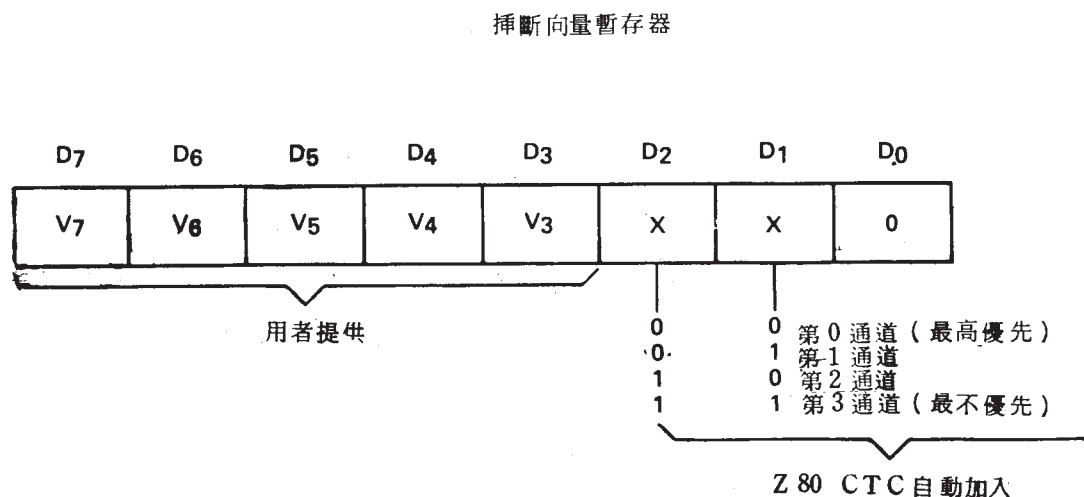 挿斷向量暫存器
D7 D6 D5 D4 D3 D2 D1 D0
V7 V6 V5 V4 V3 X X 0
用者提供
0 0 第0通道(最高優先)
0 1 第1通道
1 0 第2通道
1 1 第3通道(最不優先)
Z80 CTC自動加入